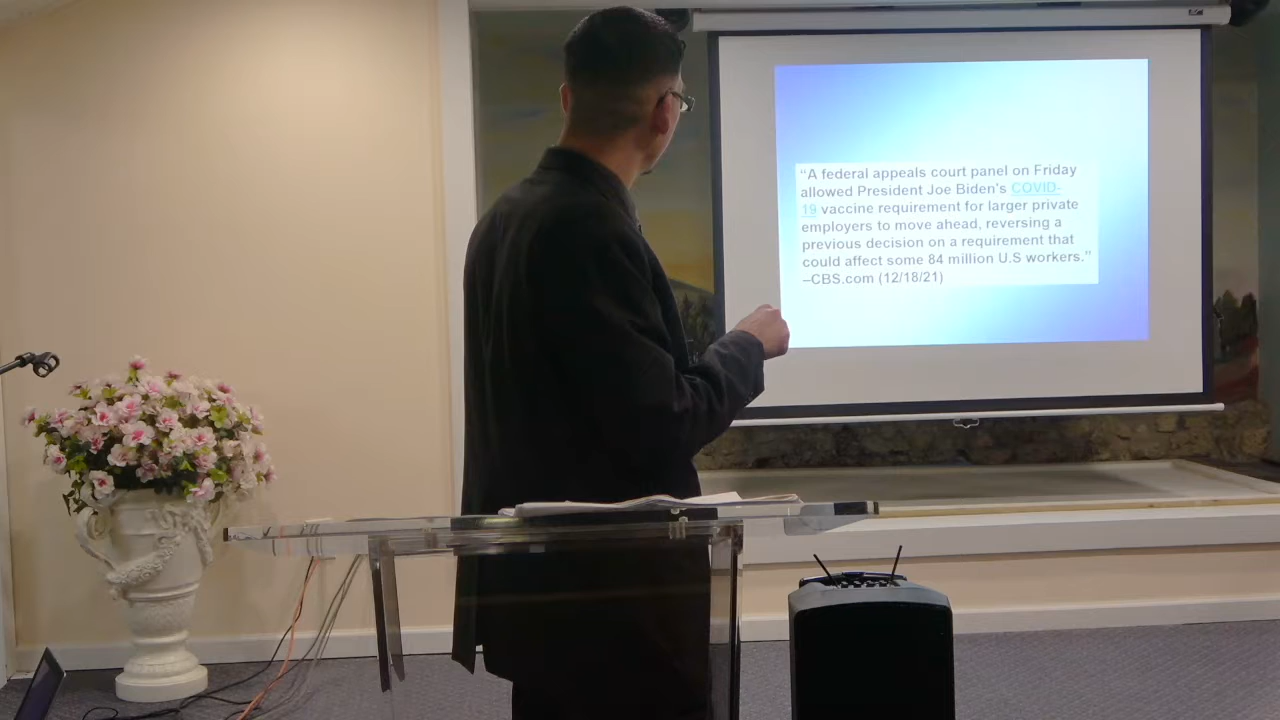 “A federal appeals court panel on Friday
allowed President Joe Biden's COVID-
19 vaccine requirement for larger private
employers to move ahead, reversing a
previous decision on a requirement that
could affect some 84 million U.S workers.”
–CBS.com (12/18/21)